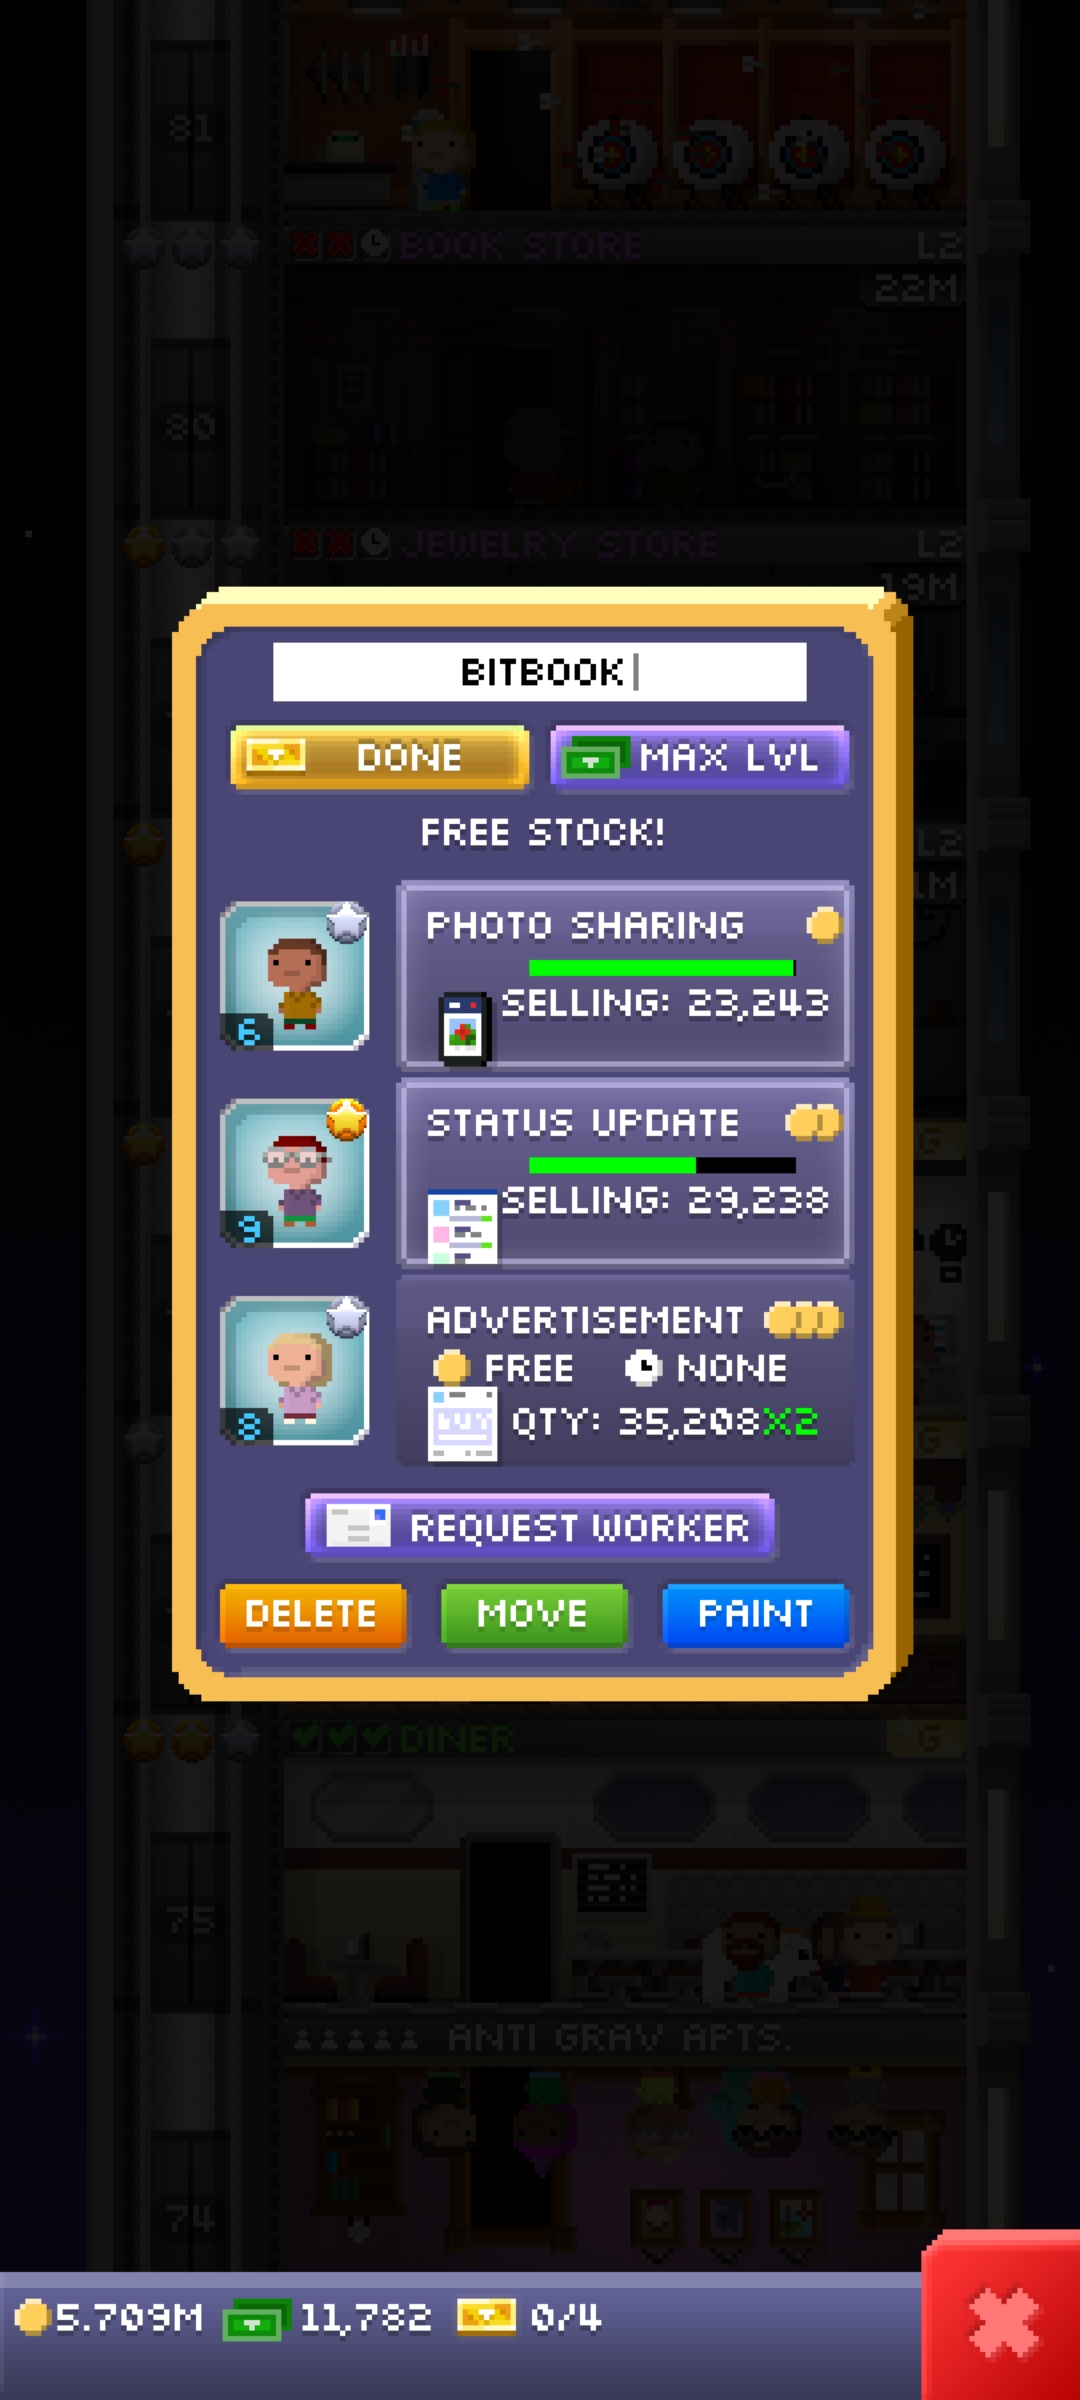 81
BOOK STORE L2
22M
80
JEWELRY STORE L2
19M
BITBOOK
DONE MAX LVL
FREE STOCK!
L2
1M
PHOTO SHARING
SELLING: 23,243
6
STATUS UPDATE
G
SELLING: 29,238
9
ADVERTISEMENT
FREE NONE
QTY: 35,208X2
8
G
REQUEST WORKER
DELETE MOVE PAINT
DINER G
75
ANTI GRAV APTS.
74
5.709M 11,782 0/4